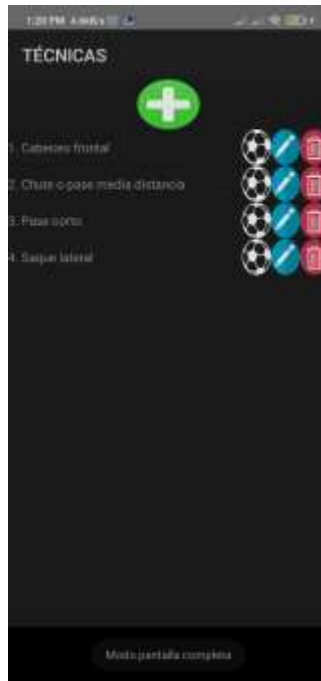 1:20 PM
TÉCNICAS
1. Cabeceo frontal
2. Chute o pase media distancia
3. Pase corto
4. Saque lateral
Modo pantalla completa